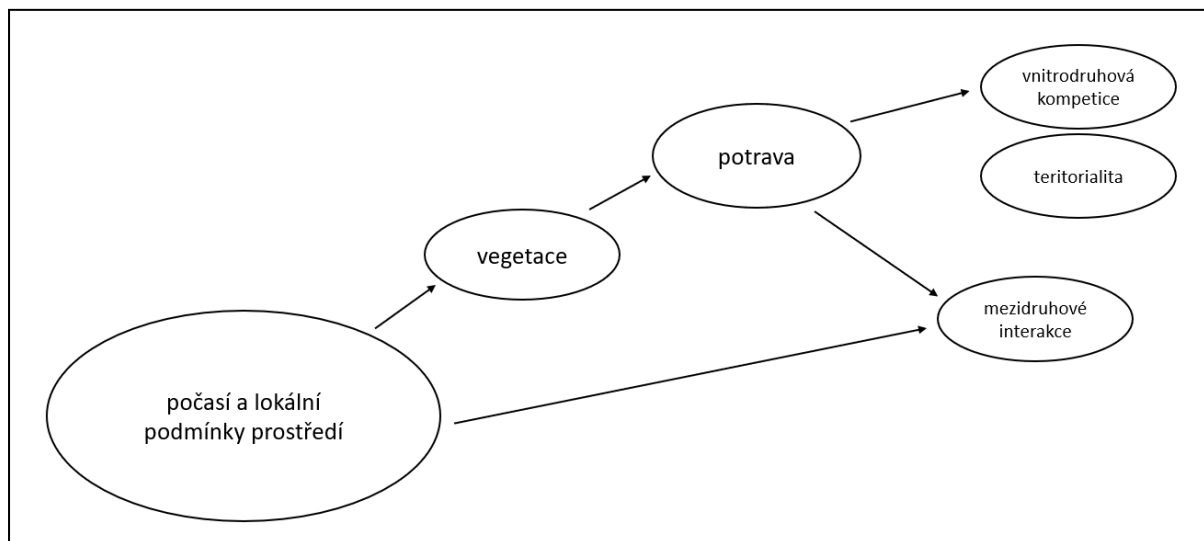 vnitrodruhová
kompetice
potrava
teritorialita
vegetace
mezidruhové
interakce
počasí a lokální
podmínky prostředí